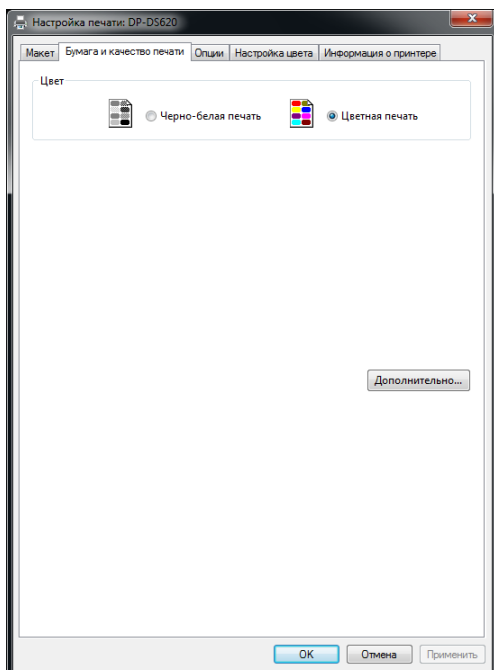 Настройка печати: DP-DS620
Макет Бумага и качество печати Опции Настройка цвета Информация о принтере
Цвет
Черно-белая печать Цветная печать
Дополнительно...
OK Отмена Применить